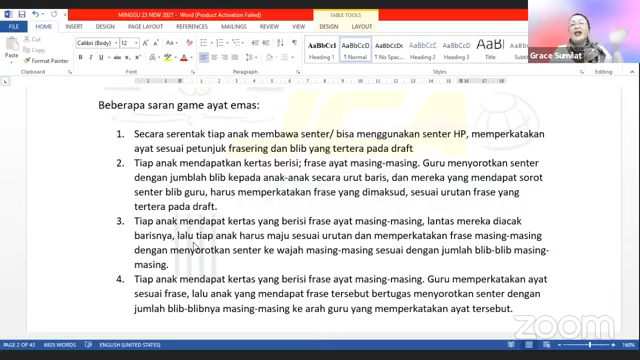 MINGGU 23 NEW 2021 - Word (Product Activation Failed)
TABLE TOOLS
FILE HOME INSERT DESIGN PAGE LAYOUT REFERENCES MAILINGS REVIEW VIEW DESIGN LAYOUT
Cut
Copy
Format Painter
Clipboard
Calibri (Body) 12
Font
Paragraph
AaBbCcI AaBbCcD AaBbCcDc AaBbCcD AaBbCcD AaBI AaBbCcD
Heading 1 ¶ Normal ¶ No Spac... Heading 2 Heading 3 Title
Grace Sumilat
Beberapa saran game ayat emas:
1. Secara serentak tiap anak membawa senter/ bisa menggunakan senter HP, memperkatakan
ayat sesuai petunjuk frasering dan blib yang tertera pada draft
2. Tiap anak mendapatkan kertas berisi; frase ayat masing-masing. Guru menyorotkan senter
dengan jumblah blib kepada anak-anak secara urut baris, dan mereka yang mendapat sorot
senter blib guru, harus memperkatakan frase yang dimaksud, sesuai urutan frase yang
tertera pada draft.
3. Tiap anak mendapat kertas yang berisi frase ayat masing-masing, lantas mereka diacak
barisnya, lalu tiap anak harus maju sesuai urutan dan memperkatakan frase masing-masing
dengan menyorotkan senter ke wajah masing-masing sesuai dengan jumlah blib-blib masing-
masing.
4. Tiap anak mendapat kertas yang berisi frase ayat masing-masing. Guru memperkatakan ayat
sesuai frase, lalu anak yang mendapat frase tersebut bertugas menyorotkan senter dengan
jumlah blib-blibnya masing-masing ke arah guru yang memperkatakan ayat tersebut.
zoom
PAGE 2 OF 43 6925 WORDS ENGLISH (UNITED STATES) 160%